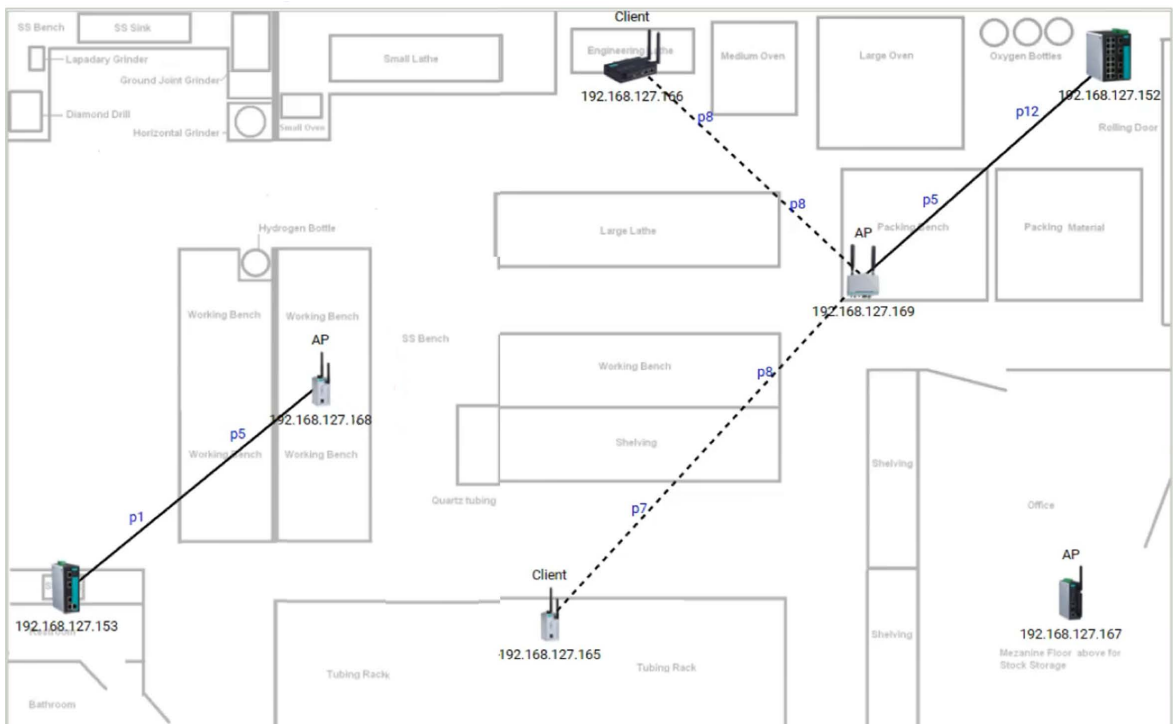 Client
SS Bench
SS Sink
Lapadary Grinder
Ground Joint Grinder
Small Lathe
Engineering Lathe
Medium Oven
Large Oven
Oxygen Bottles
192.168.127.166
192.168.127.152
Diamond Drill
Horizontal Grinder
Small Oven
p8
p12
Rolling Door
p8
p5
Hydrogen Bottle
Large Lathe
AP
Packing Bench
Packing Material
192.168.127.169
Working Bench
Working Bench
AP
SS Bench
Working Bench
p8
192.168.127.168
p5
Working Bench
Working Bench
Shelving
Shelving
Quartz tubing
p1
p7
Office
AP
Client
192.168.127.153
Restroom
192.168.127.165
192.168.127.167
Shelving
Mezanine Floor above for
Stock Storage
Tubing Rack
Tubing Rack
Bathroom